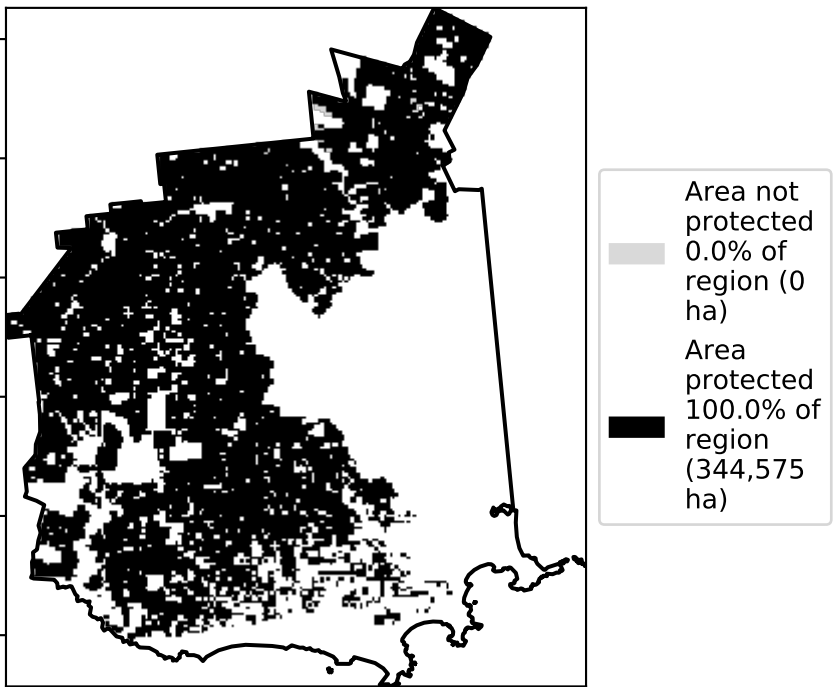 Area not
protected
0.0% of
region (0
ha)
Area
protected
100.0% of
region
(344,575
ha)